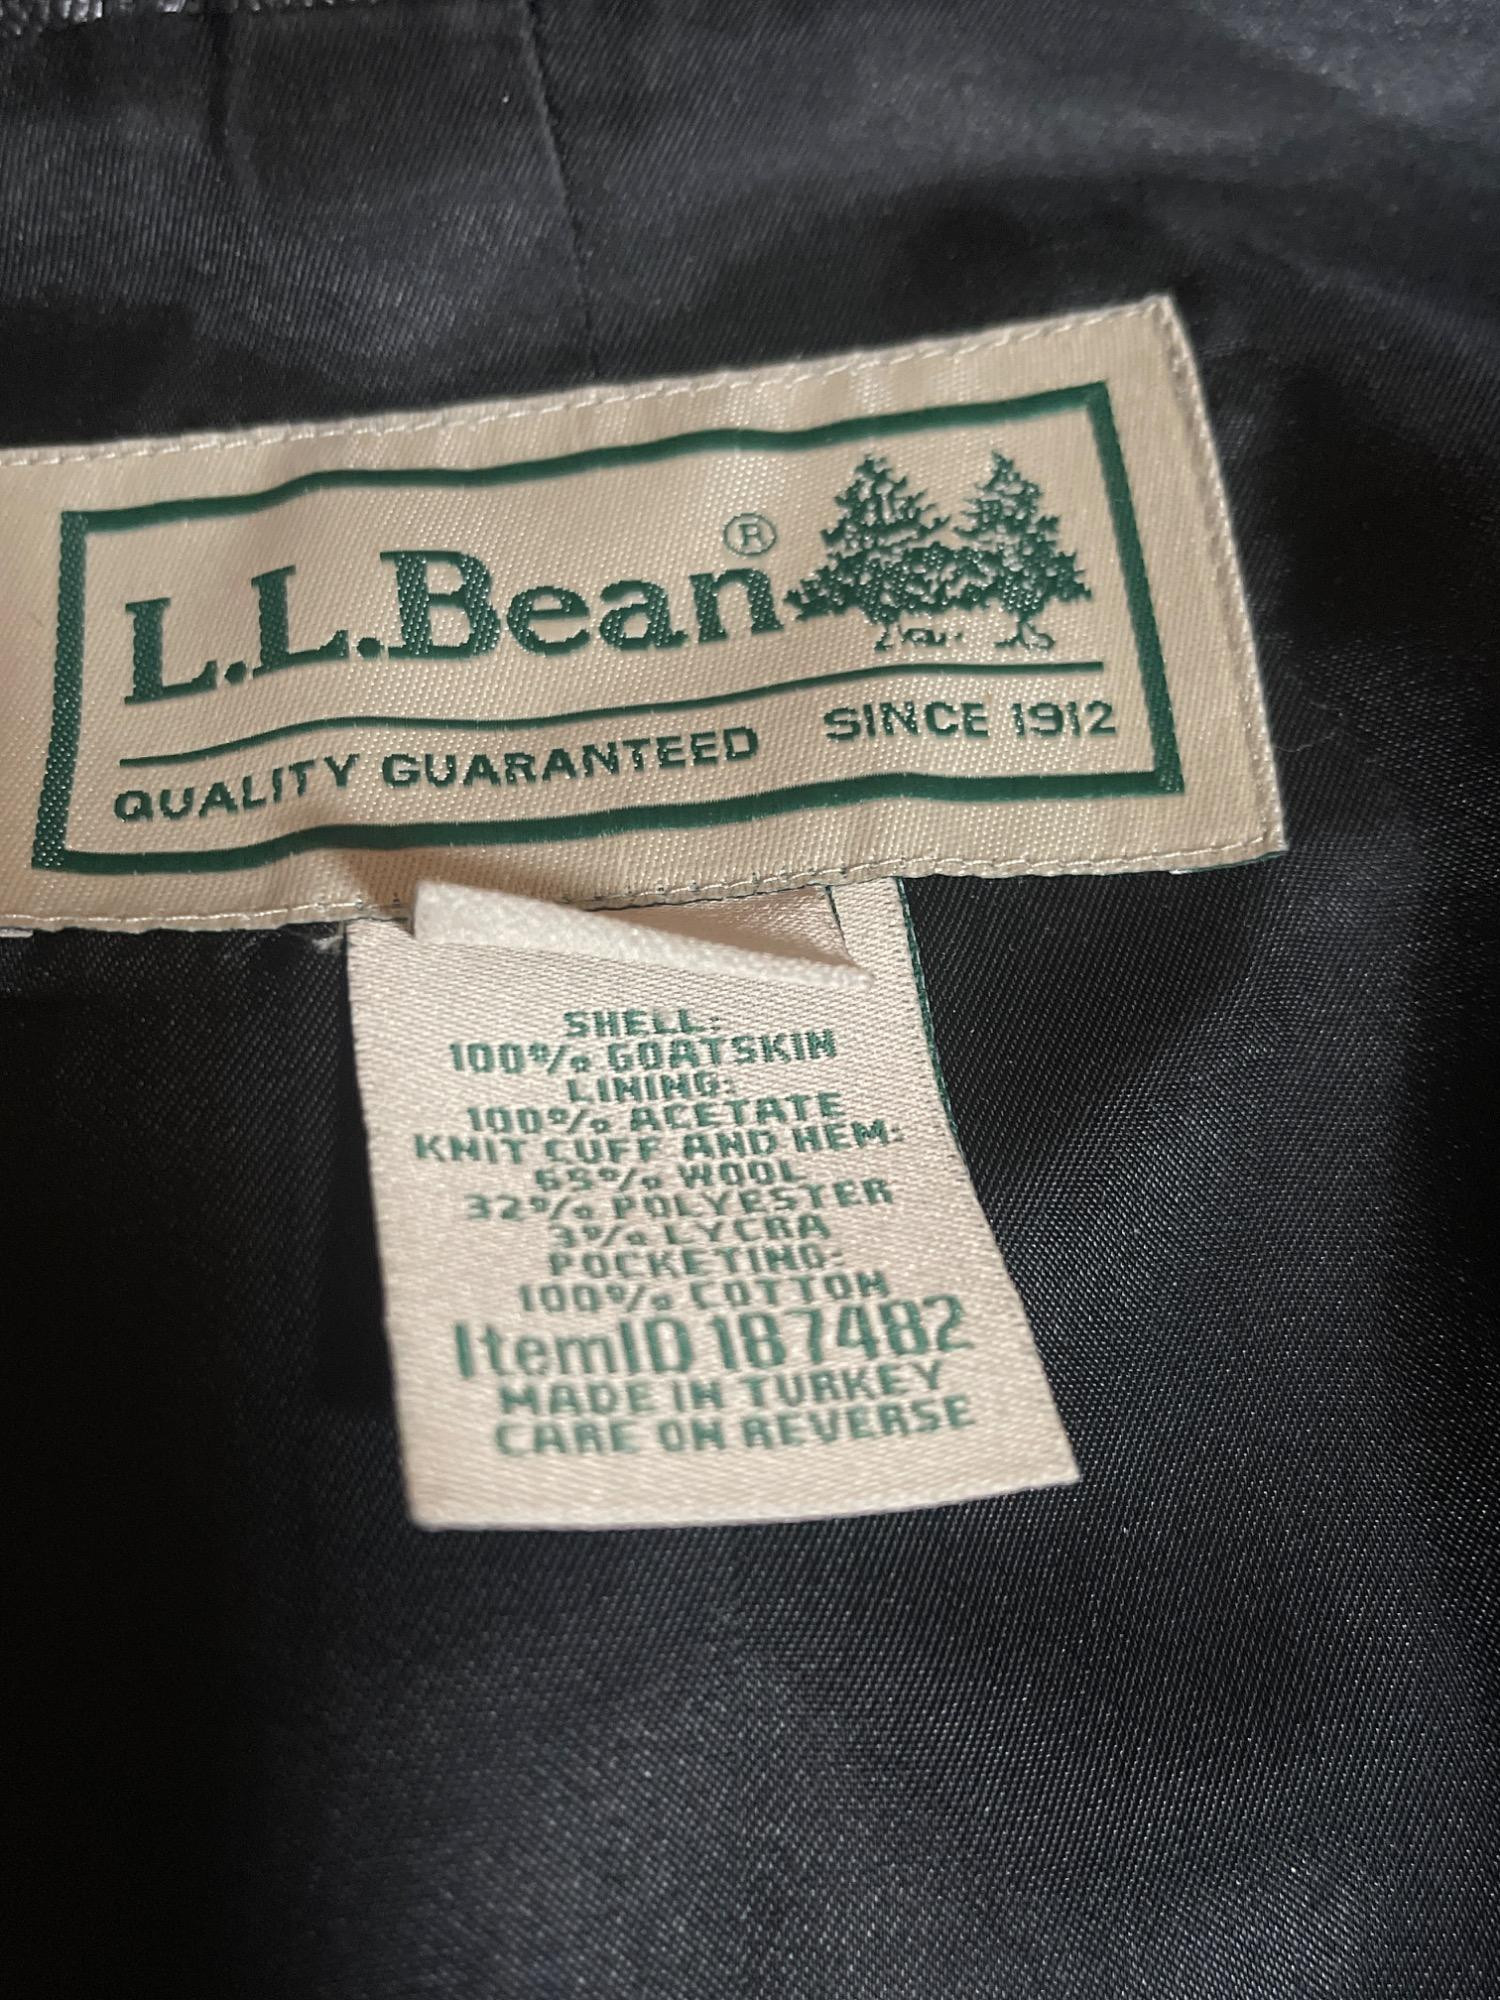 L.L.Bean®
QUALITY GUARANTEED SINCE 1912
SHELL:
100% GOATSKIN
LINING:
100% ACETATE
KNIT CUFF AND HEM:
65% WOOL
32% POLYESTER
3% LYCRA
POCKETING:
100% COTTON
ItemID 187482
MADE IN TURKEY
CARE ON REVERSE